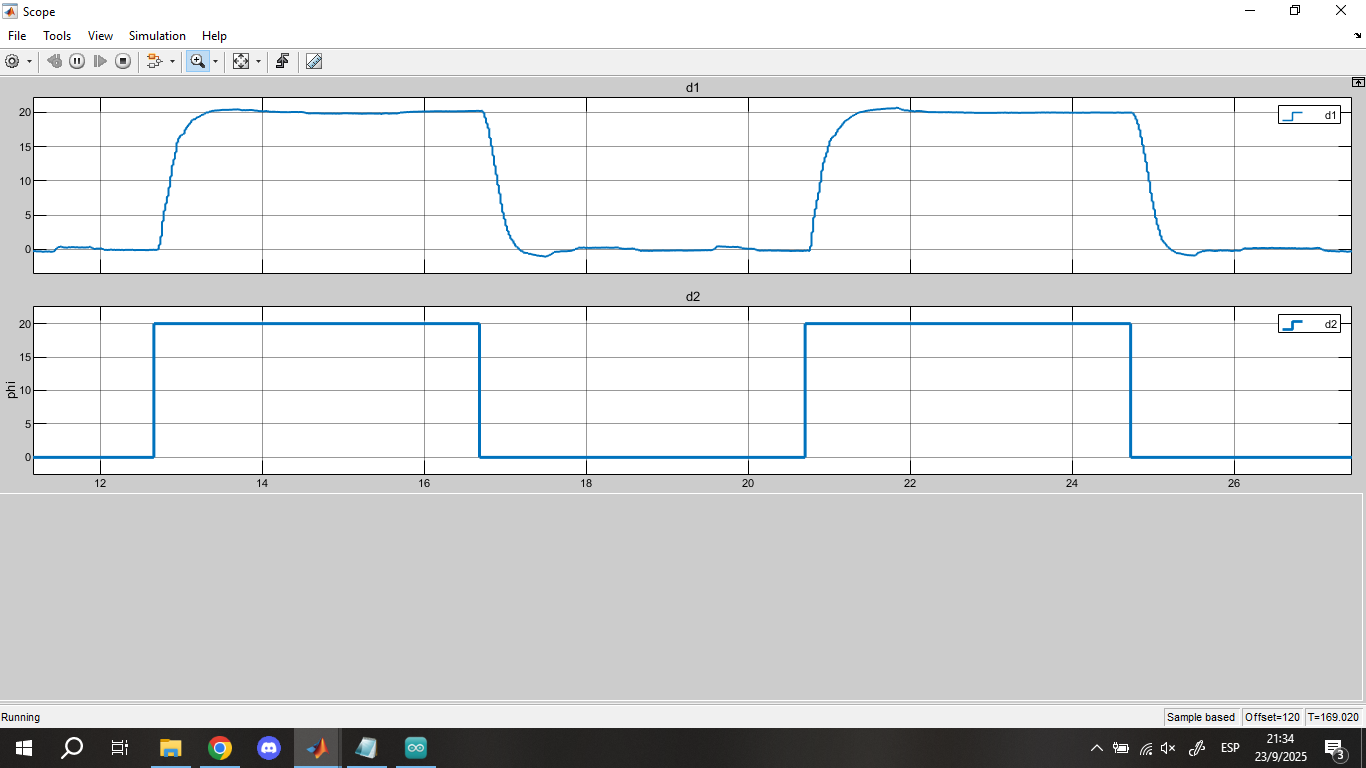 Scope
File Tools View Simulation Help
d1
20
15
10
5
0
d1
d2
20
15
10
5
0
phi
d2
12 14 16 18 20 22 24 26
Running
Sample based Offset=120 T=169.020
ESP
21:34
23/9/2025
3